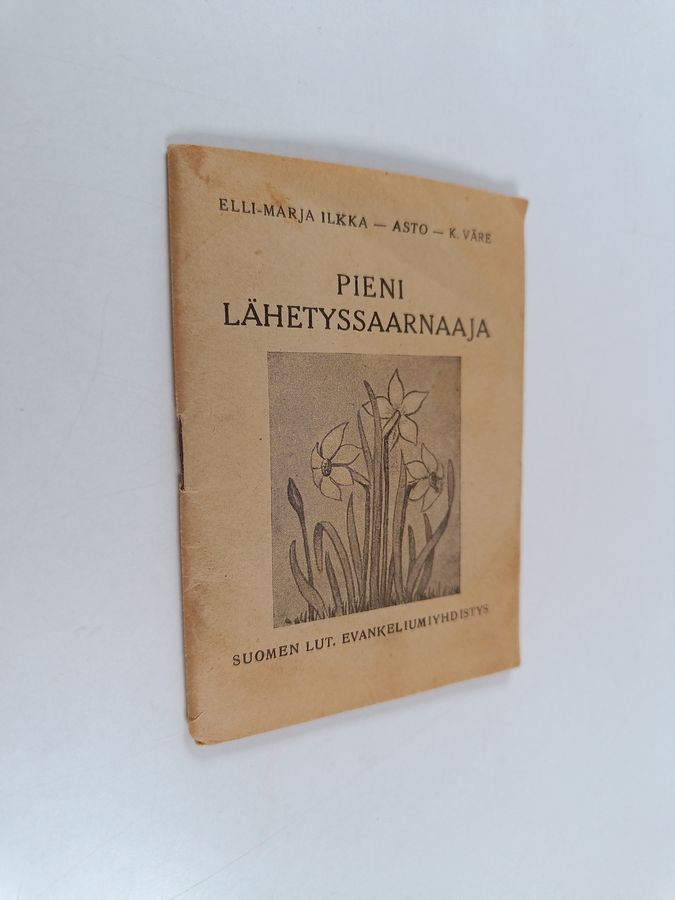 ELLI-MARJA ILKKA — ASTO — K. VÄRE
PIENI
LÄHETYSSAARNAAJA
SUOMEN LUT. EVANKELIUMIYHDISTYS